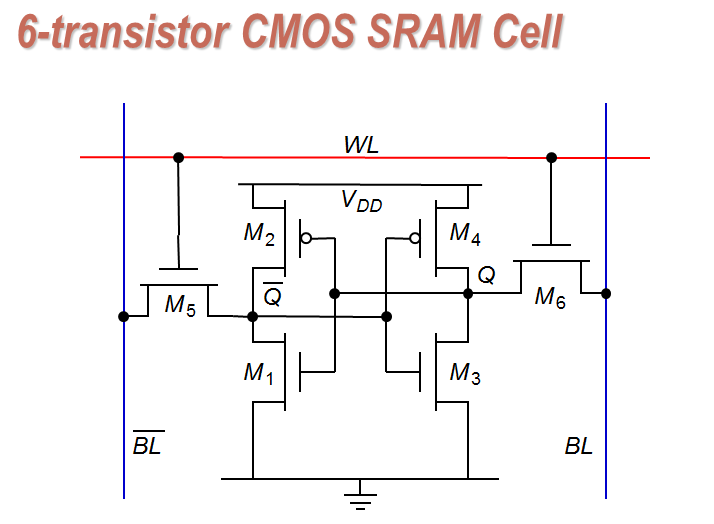 6-transistor CMOS SRAM Cell
WL
V_DD
M_2
M_4
Q̅
Q
M_5
M_6
M_1
M_3
B̅L̅
BL